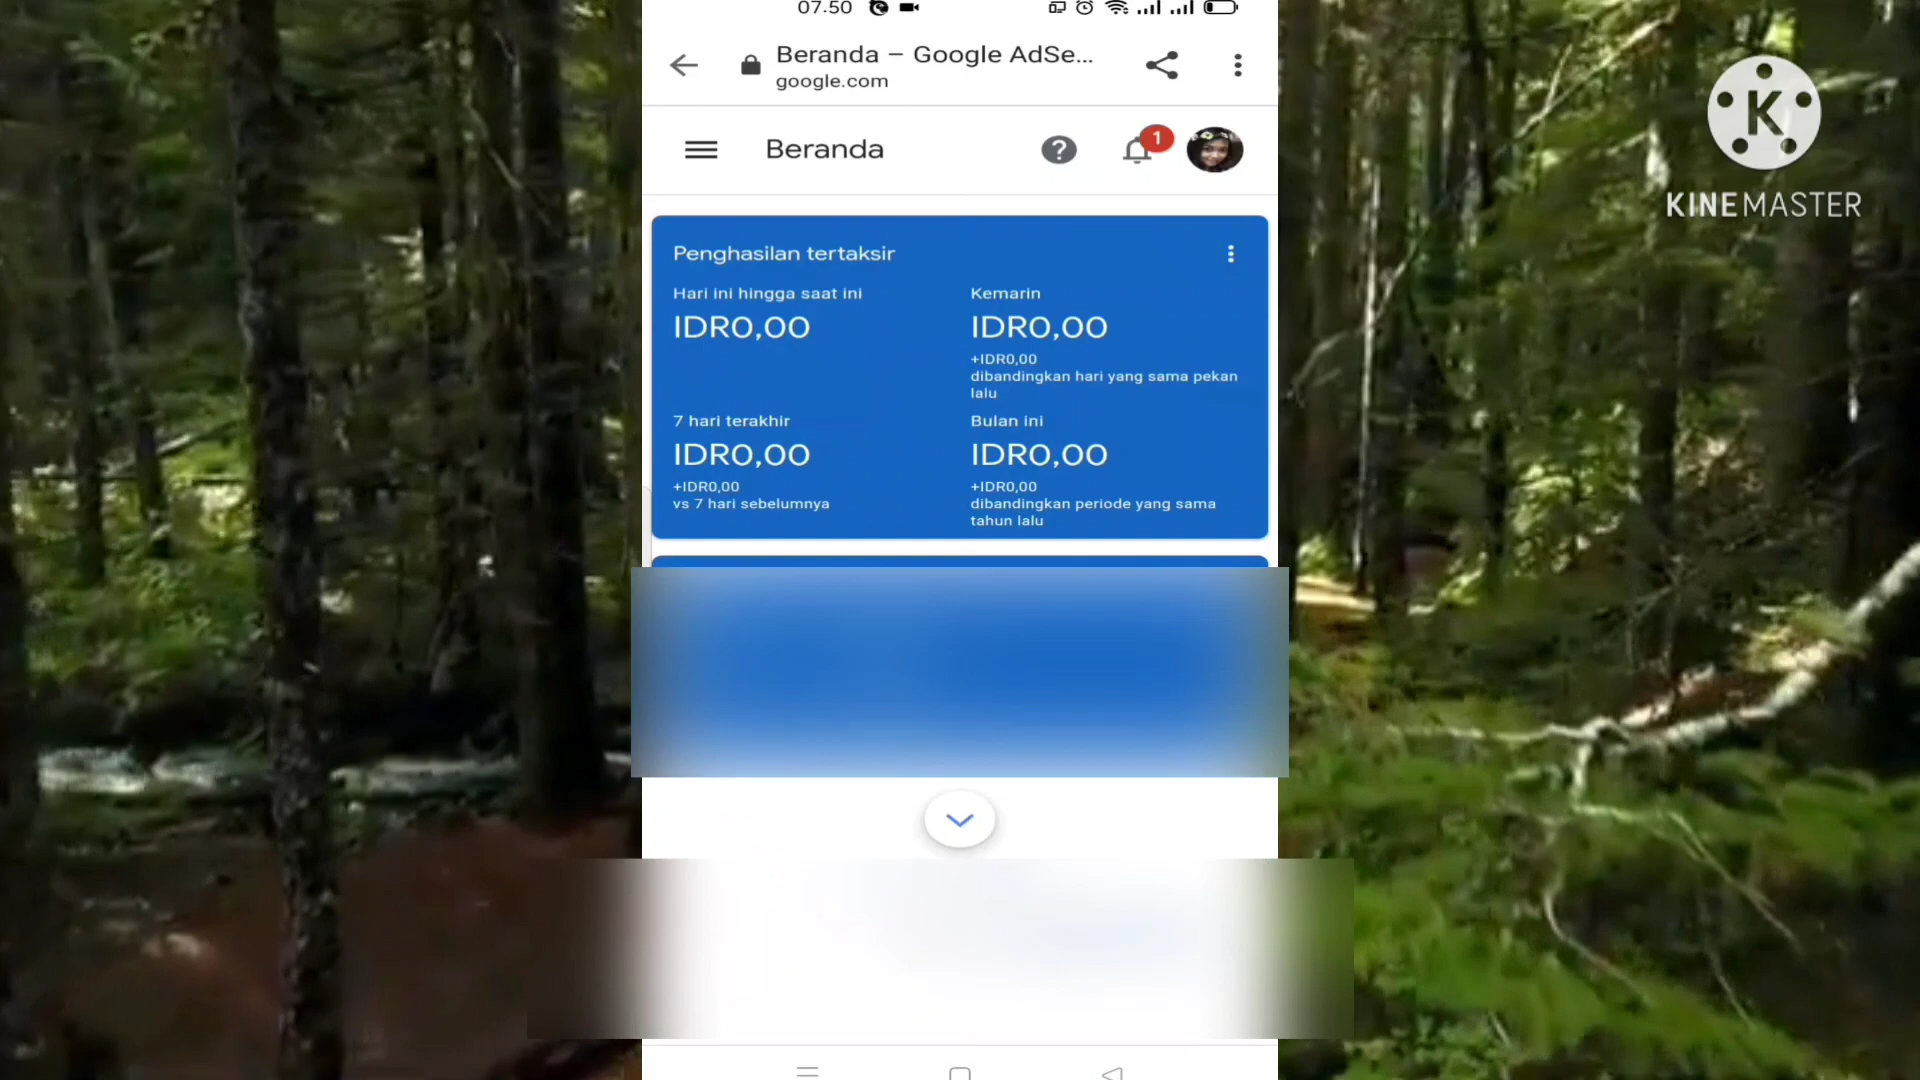 07.50
Beranda – Google AdSe...
google.com
Beranda
1
Penghasilan tertaksir
Hari ini hingga saat ini
IDR0,00
Kemarin
IDR0,00
+IDR0,00
dibandingkan hari yang sama pekan
lalu
7 hari terakhir
IDR0,00
+IDR0,00
vs 7 hari sebelumnya
Bulan ini
IDR0,00
+IDR0,00
dibandingkan periode yang sama
tahun lalu
K
KINEMASTER